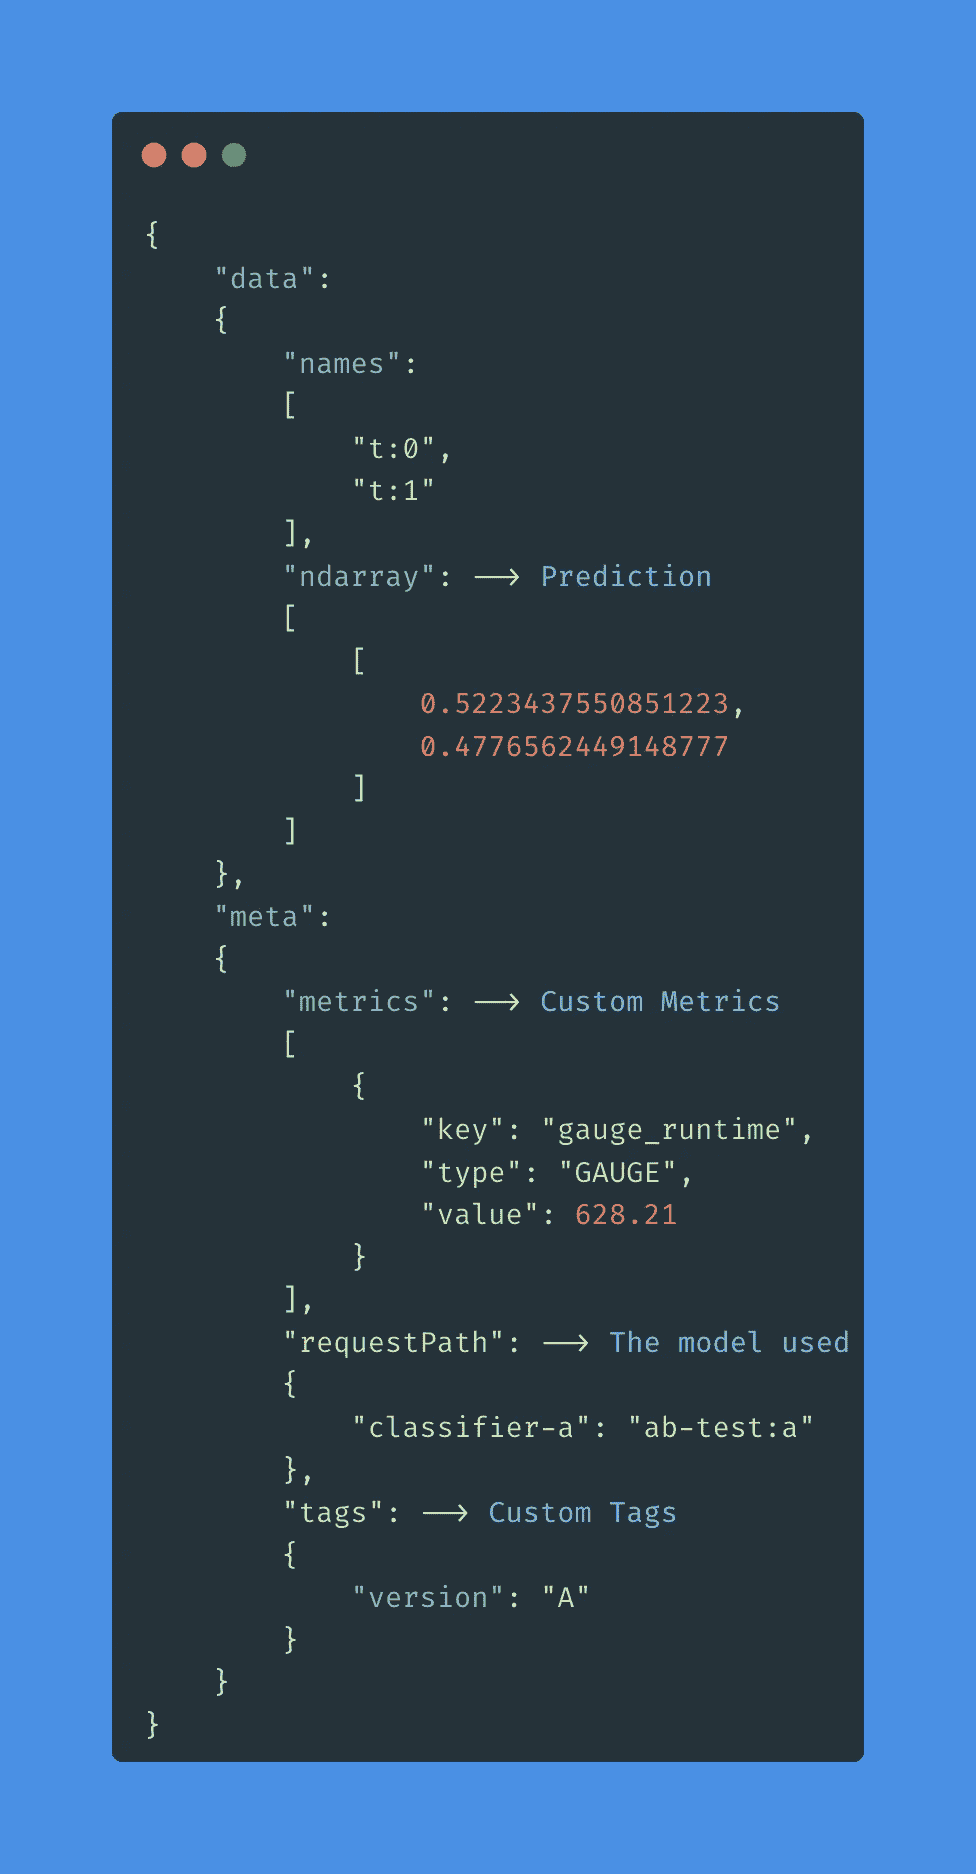 {
    "data":
    {
        "names":
        [
            "t:0",
            "t:1"
        ],
        "ndarray": ⟶ Prediction
        [
            [
                0.5223437550851223,
                0.4776562449148777
            ]
        ]
    },
    "meta":
    {
        "metrics": ⟶ Custom Metrics
        [
            {
                "key": "gauge_runtime",
                "type": "GAUGE",
                "value": 628.21
            }
        ],
        "requestPath": ⟶ The model used
        {
            "classifier-a": "ab-test:a"
        },
        "tags": ⟶ Custom Tags
        {
            "version": "A"
        }
    }
}